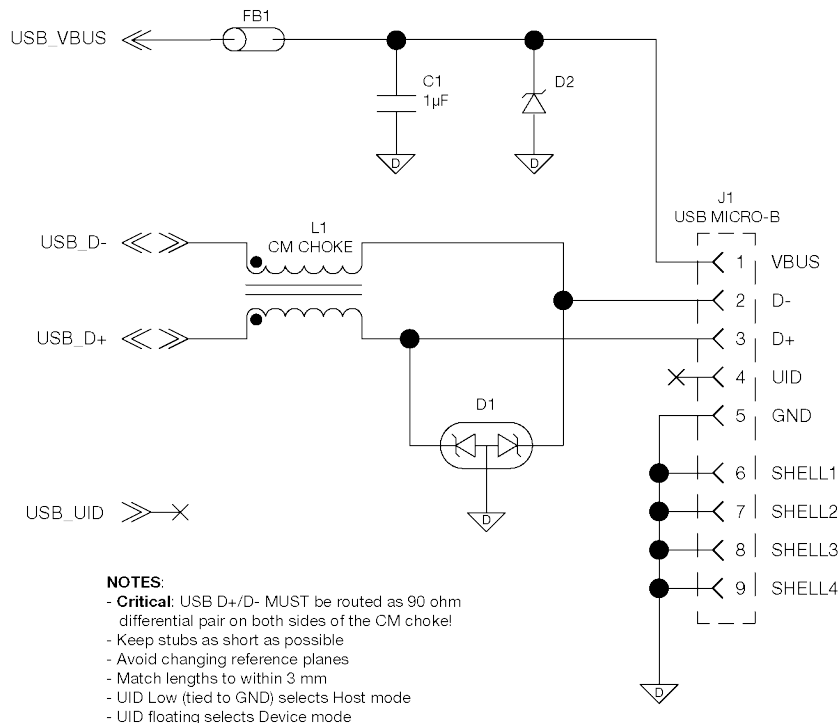 FB1
USB_VBUS
C1
1µF
D2
D
D
J1
USB MICRO-B
L1
CM CHOKE
USB_D-
1 VBUS
2 D-
USB_D+
3 D+
4 UID
D1
5 GND
6 SHELL1
USB_UID
D
7 SHELL2
8 SHELL3
9 SHELL4
NOTES:
- Critical: USB D+/D- MUST be routed as 90 ohm
differential pair on both sides of the CM choke!
- Keep stubs as short as possible
- Avoid changing reference planes
- Match lengths to within 3 mm
- UID Low (tied to GND) selects Host mode
- UID floating selects Device mode
D